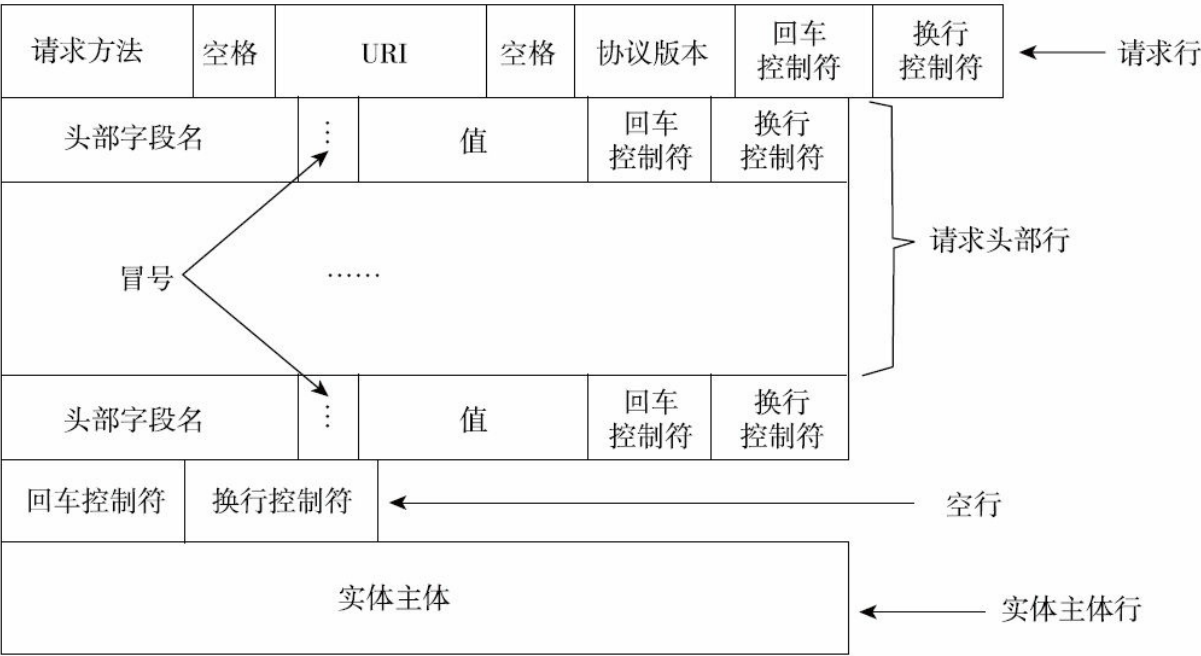 请求方法 空格 URI 空格 协议版本 回车控制符 换行控制符 请求行
头部字段名 ⋮ 值 回车控制符 换行控制符
请求头部行
冒号 ……
头部字段名 ⋮ 值 回车控制符 换行控制符
回车控制符 换行控制符 空行
实体主体 实体主体行